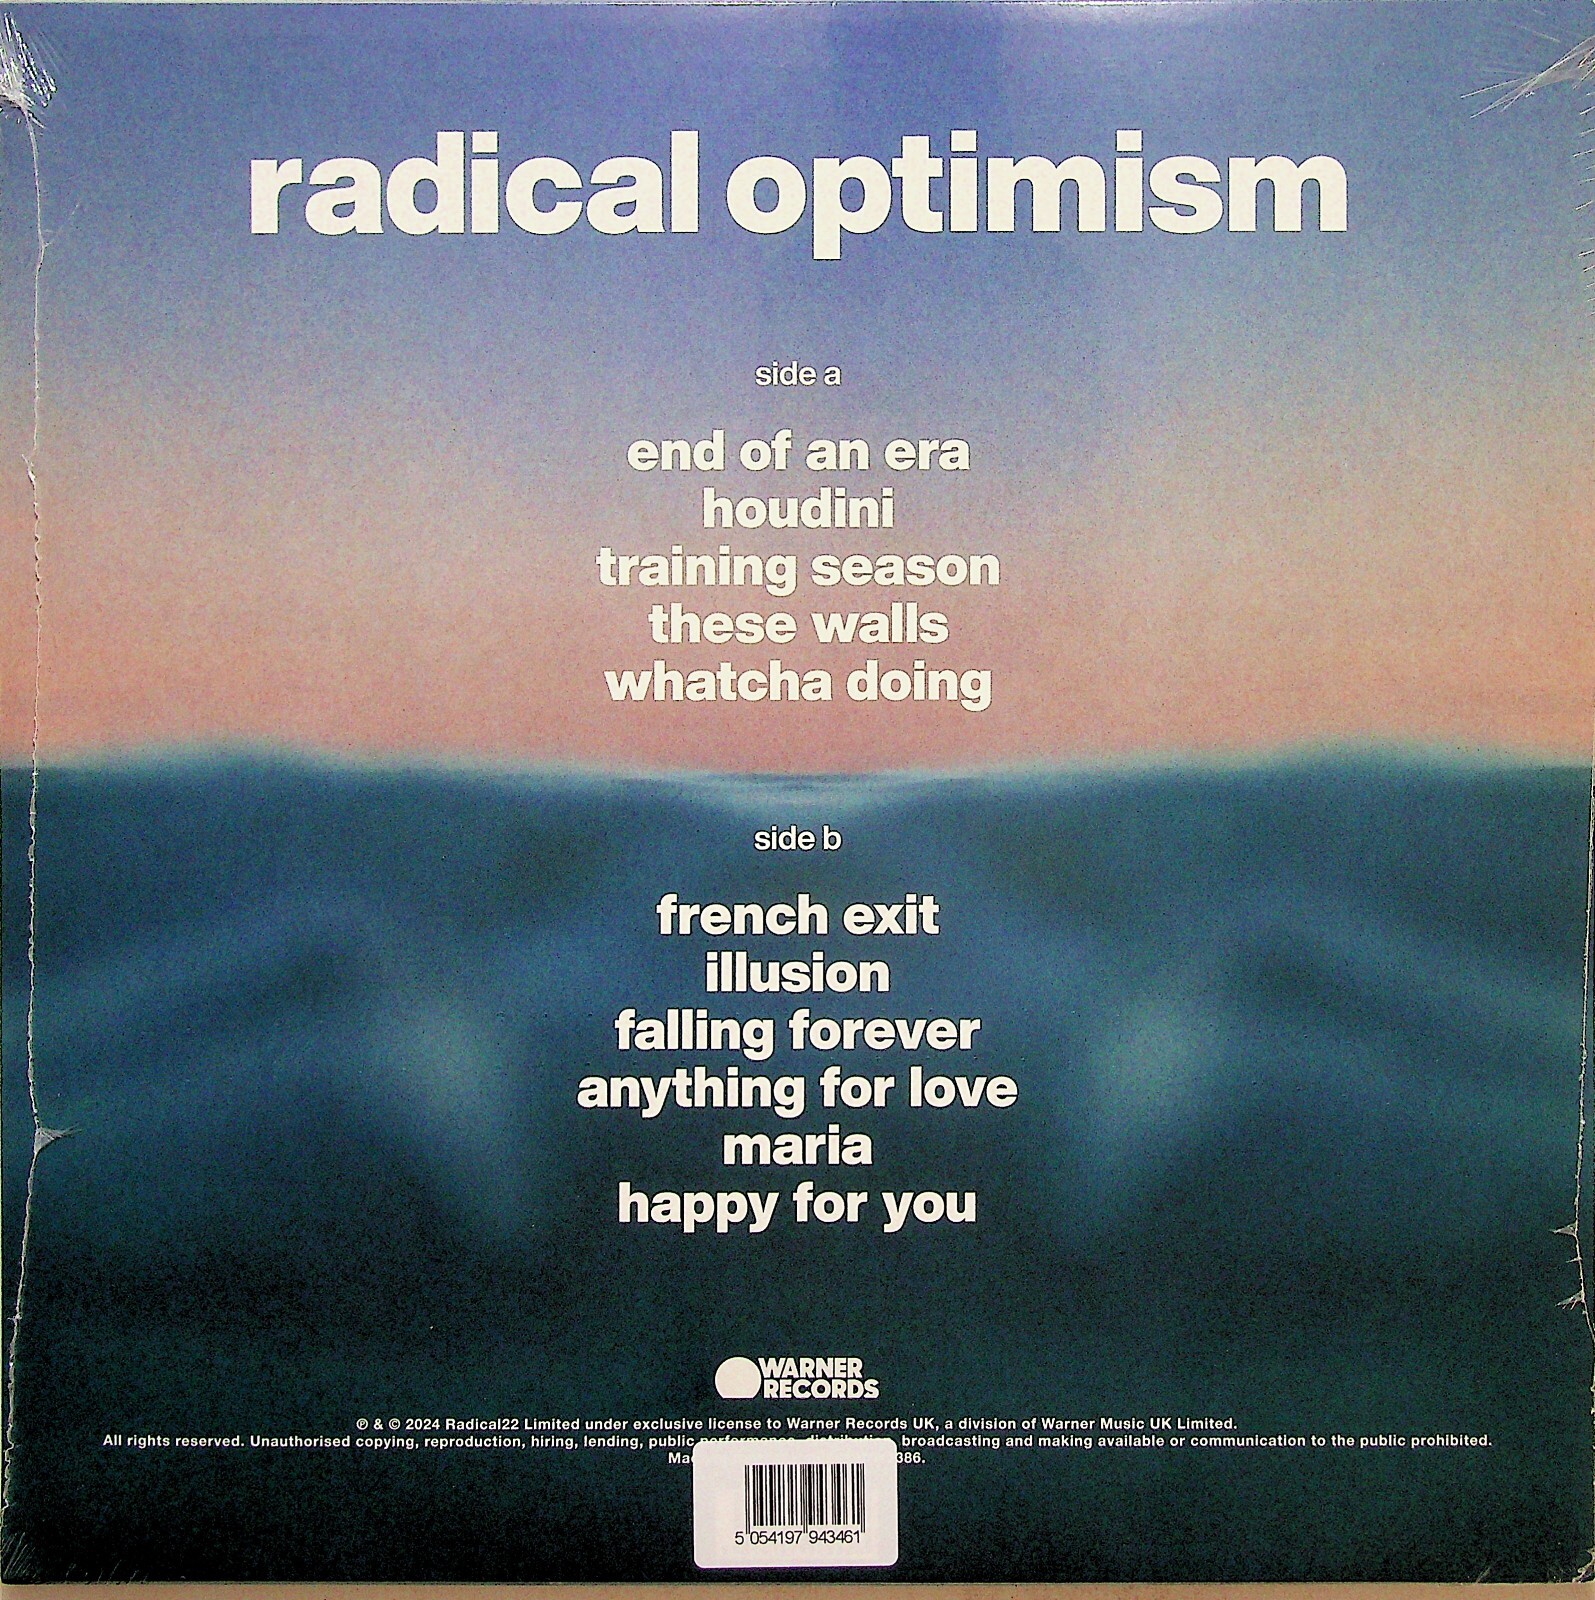 radical optimism
side a
end of an era
houdini
training season
these walls
whatcha doing
side b
french exit
illusion
falling forever
anything for love
maria
happy for you
WARNER
RECORDS
℗ & © 2024 Radical22 Limited under exclusive license to Warner Records UK, a division of Warner Music UK Limited.
All rights reserved. Unauthorised copying, reproduction, hiring, lending, public broadcasting and making available or communication to the public prohibited.
386.
5 054197 943461